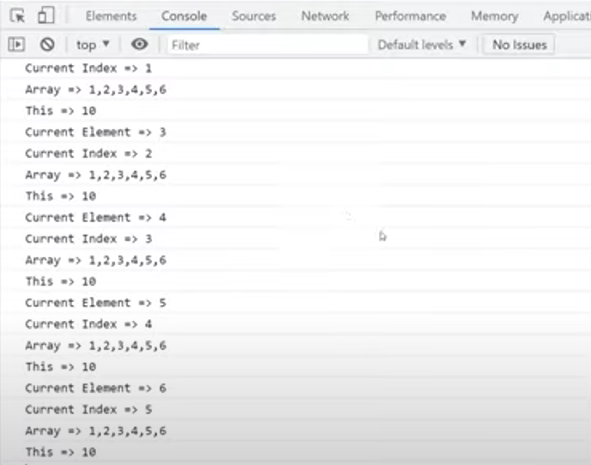 Elements Console Sources Network Performance Memory Applicati
top Filter Default levels No Issues
Current Index => 1
Array => 1,2,3,4,5,6
This => 10
Current Element => 3
Current Index => 2
Array => 1,2,3,4,5,6
This => 10
Current Element => 4
Current Index => 3
Array => 1,2,3,4,5,6
This => 10
Current Element => 5
Current Index => 4
Array => 1,2,3,4,5,6
This => 10
Current Element => 6
Current Index => 5
Array => 1,2,3,4,5,6
This => 10